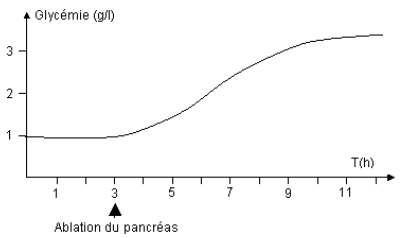 Glycémie (g/l)
3
2
1
T(h)
1 3 5 7 9 11
Ablation du pancréas